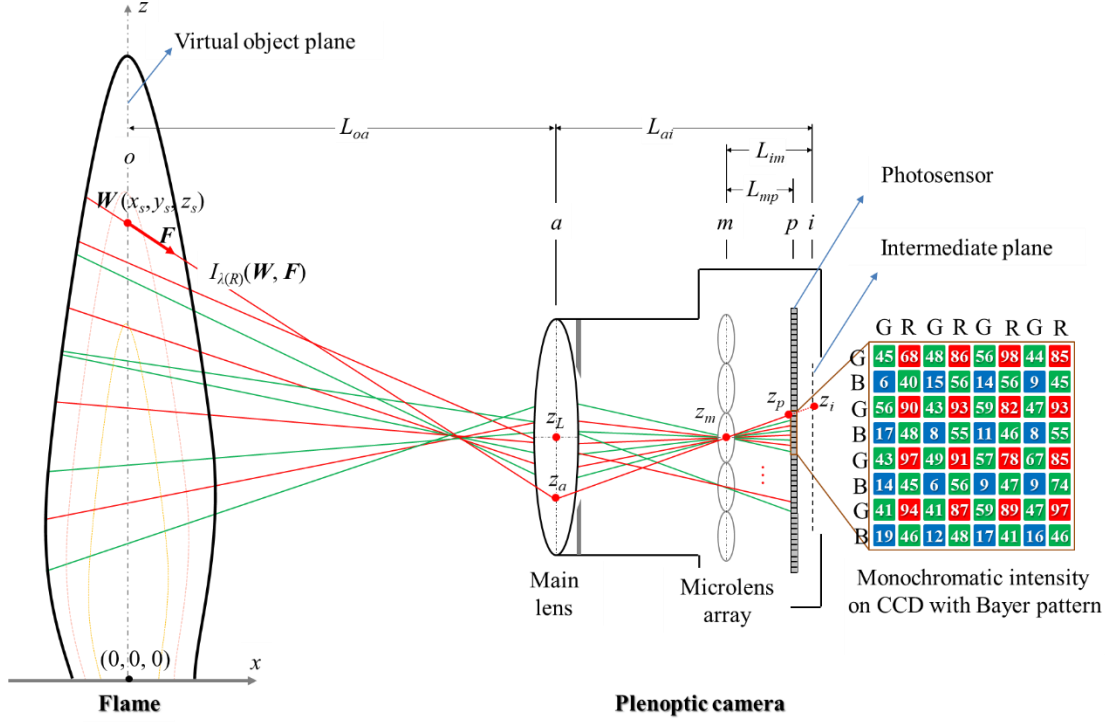 z
Virtual object plane
L_oa
L_ai
L_im
L_mp
o
W (x_s, y_s, z_s)
F
I_λ(R)(W, F)
a
m
p
i
Photosensor
Intermediate plane
z_L
z_a
z_m
z_p
z_i
G R G R G R G R
G 45 68 48 86 56 98 44 85
B 6 40 15 56 14 56 9 45
G 56 90 43 93 59 82 47 93
B 17 48 8 55 11 46 8 55
G 43 97 49 91 57 78 67 85
B 14 45 6 56 9 47 9 74
G 41 94 41 87 59 89 47 97
B 19 46 12 48 17 41 16 46
Main
lens
Microlens
array
Monochromatic intensity
on CCD with Bayer pattern
(0, 0, 0)
x
Flame
Plenoptic camera